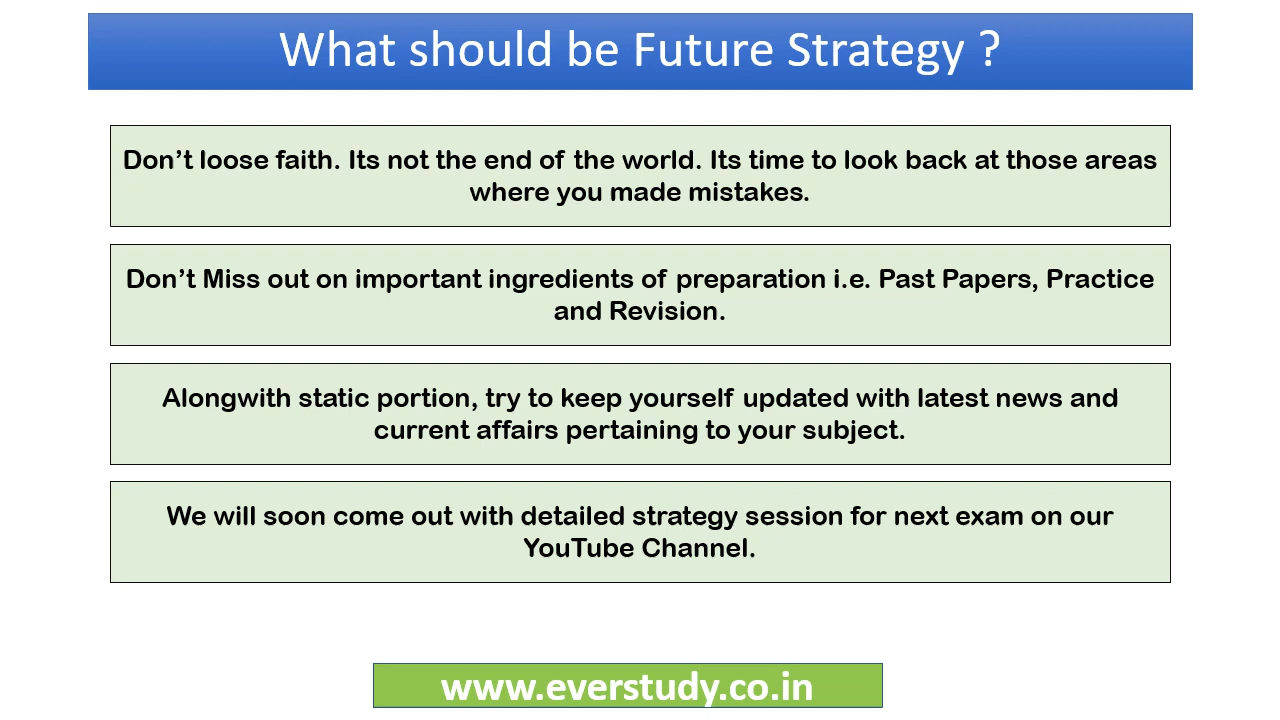 What should be Future Strategy ?
Don’t loose faith. Its not the end of the world. Its time to look back at those areas
where you made mistakes.
Don’t Miss out on important ingredients of preparation i.e. Past Papers, Practice
and Revision.
Alongwith static portion, try to keep yourself updated with latest news and
current affairs pertaining to your subject.
We will soon come out with detailed strategy session for next exam on our
YouTube Channel.
www.everstudy.co.in